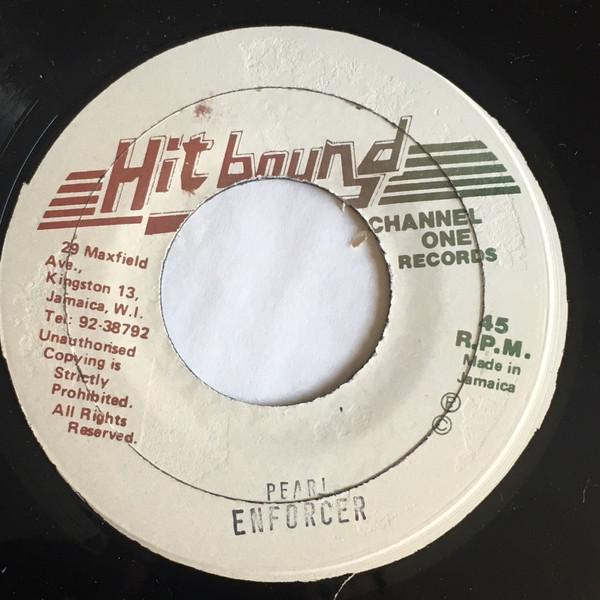 Hit bound
CHANNEL
ONE
RECORDS
29 Maxfield
Ave.,
Kingston 13,
Jamaica, W.I.
Tel: 92-38792
Unauthorised
Copying is
Strictly
Prohibited.
All Rights
Reserved.
45
R.P.M.
Made in
Jamaica
Ⓟ
©
PEARL
ENFORCER